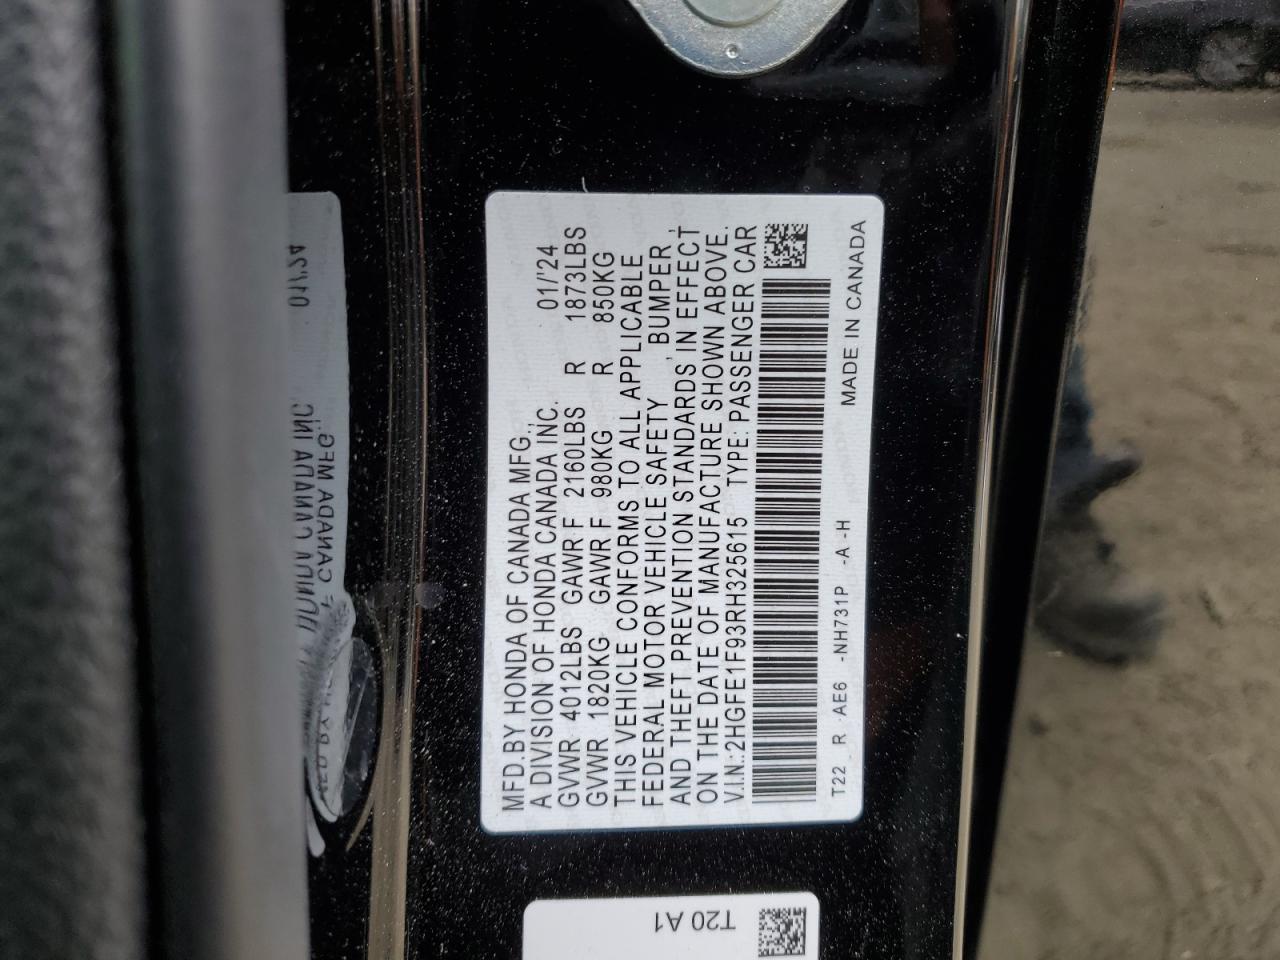 MFD.BY HONDA OF CANADA MFG.,
A DIVISION OF HONDA CANADA INC. 01/'24
GVWR 4012LBS GAWR F 2160LBS R 1873LBS
GVWR 1820KG GAWR F 980KG R 850KG
THIS VEHICLE CONFORMS TO ALL APPLICABLE
FEDERAL MOTOR VEHICLE SAFETY, BUMPER,
AND THEFT PREVENTION STANDARDS IN EFFECT
ON THE DATE OF MANUFACTURE SHOWN ABOVE.
V.I.N.:2HGFE1F93RH325615 TYPE: PASSENGER CAR
T22 R AE6 -NH731P -A -H MADE IN CANADA
T20 A1